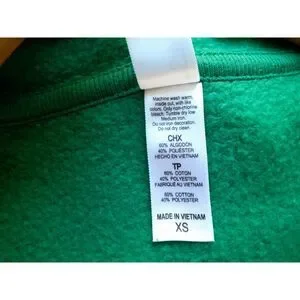 Machine wash warm,
inside out, with like
colors. Only non-chlorine
bleach. Tumble dry low
Medium iron.
Do not iron decoration.
Do not dry clean.
CHX
60% ALGODON
40% POLIESTER
HECHO EN VIETNAM
TP
60% COTON
40% POLYESTER
FABRIQUÉ AU VIETNAM
60% COTTON
40% POLYESTER
MADE IN VIETNAM
XS